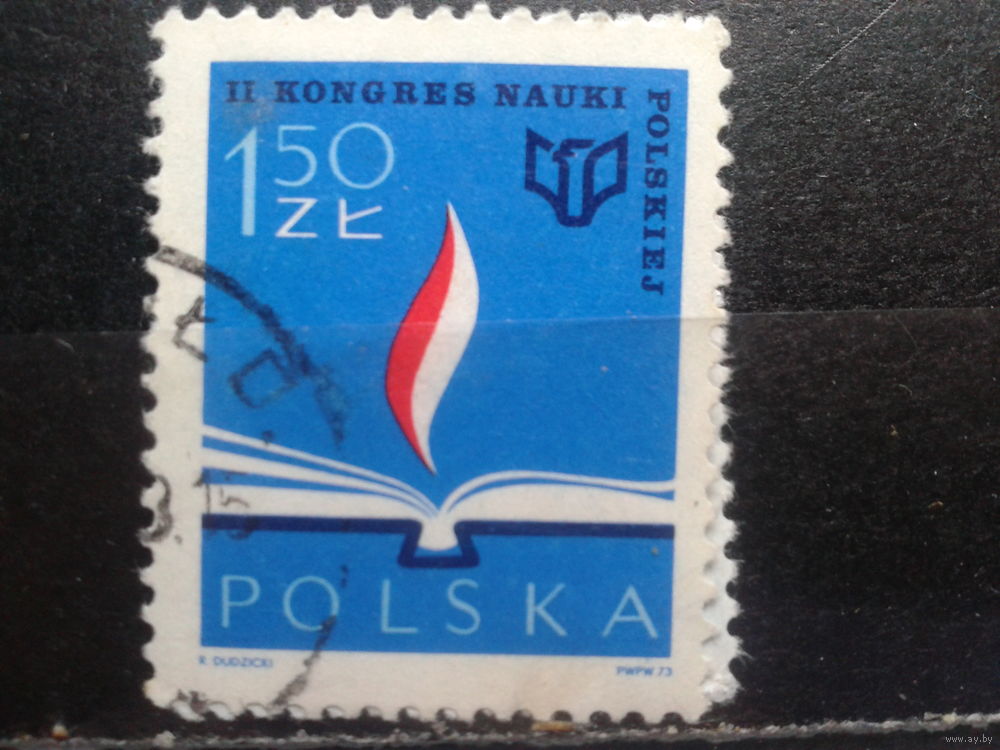 II KONGRES NAUKI
POLSKIEJ
1 50
ZŁ
POLSKA
R. DUDZICKI
PWPW 73
www.ay.by